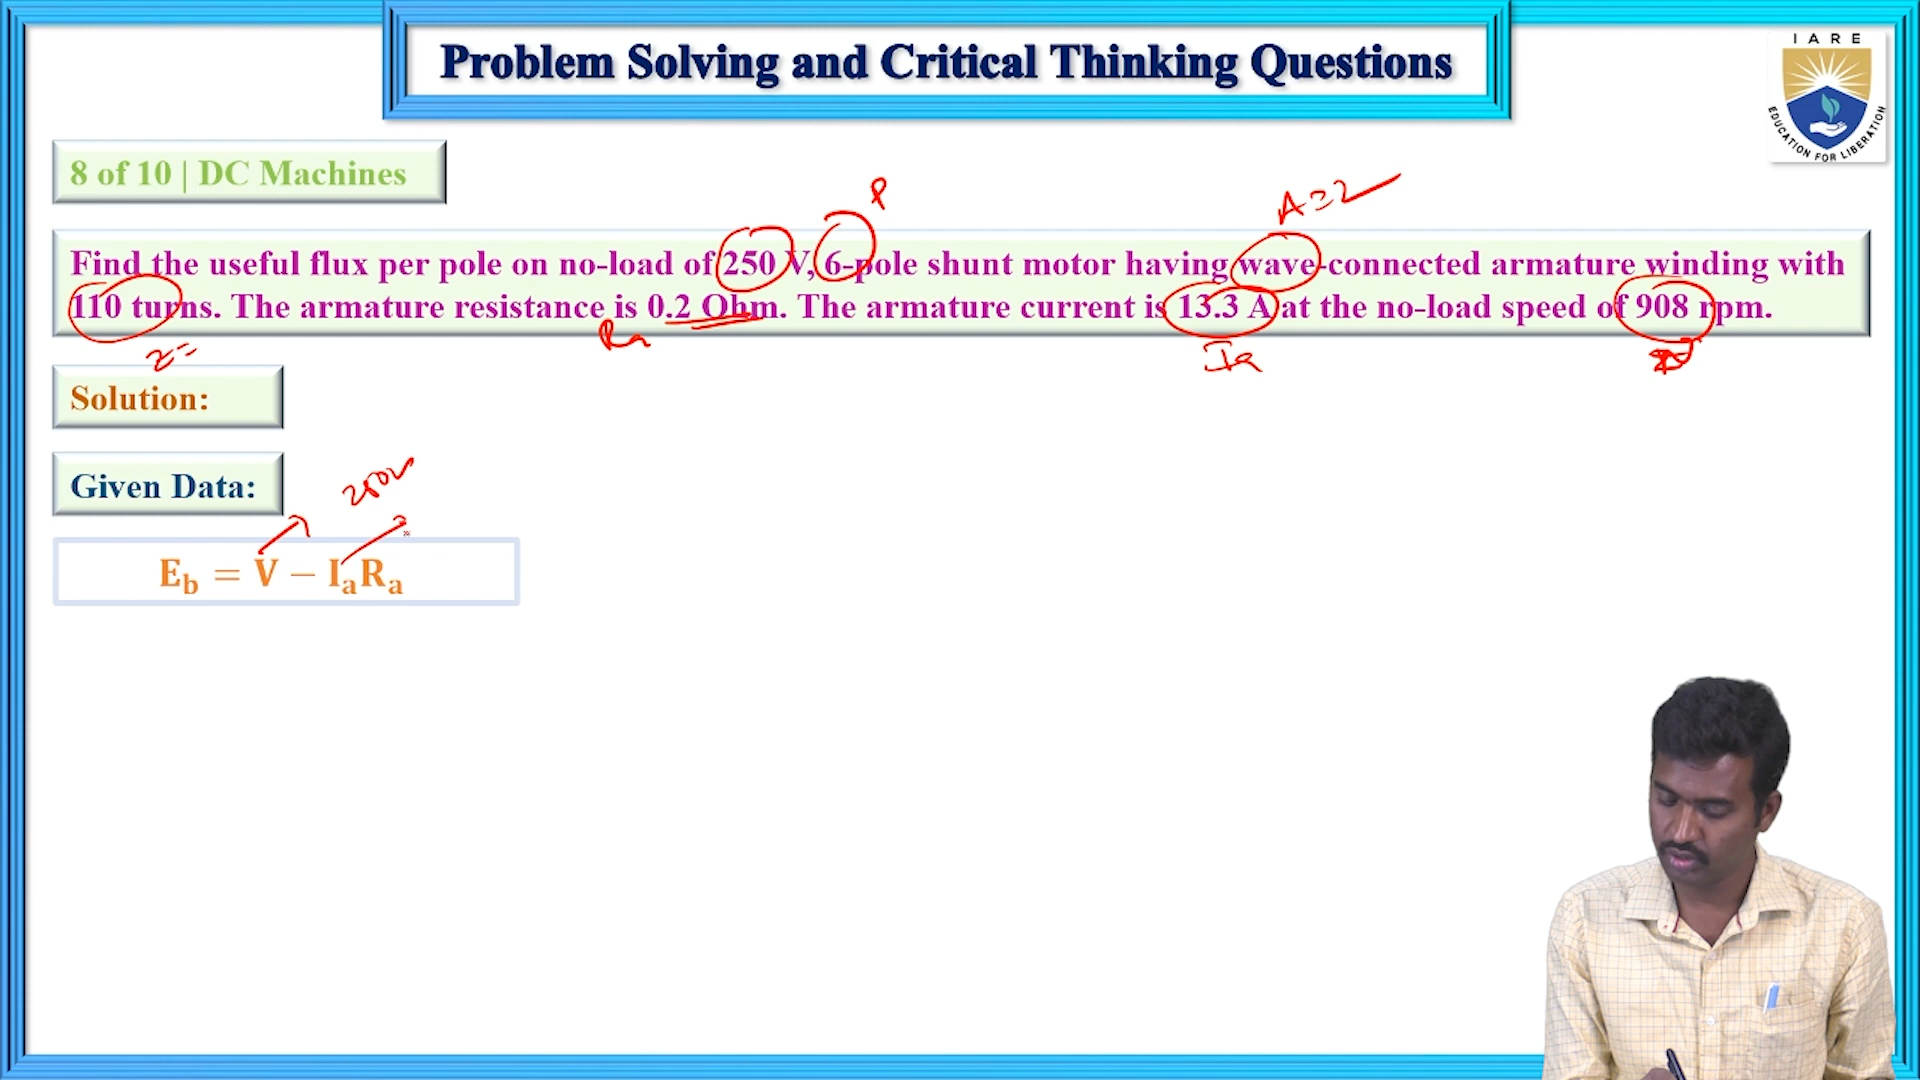 Problem Solving and Critical Thinking Questions
I A R E
EDUCATION FOR LIBERATION
8 of 10 | DC Machines
P
A = 2
Find the useful flux per pole on no-load of 250 V, 6-pole shunt motor having wave-connected armature winding with
110 turns. The armature resistance is 0.2 Ohm. The armature current is 13.3 A at the no-load speed of 908 rpm.
Z =
Ra
Ia
Solution:
Given Data:
250V
E_b = V − I_aR_a